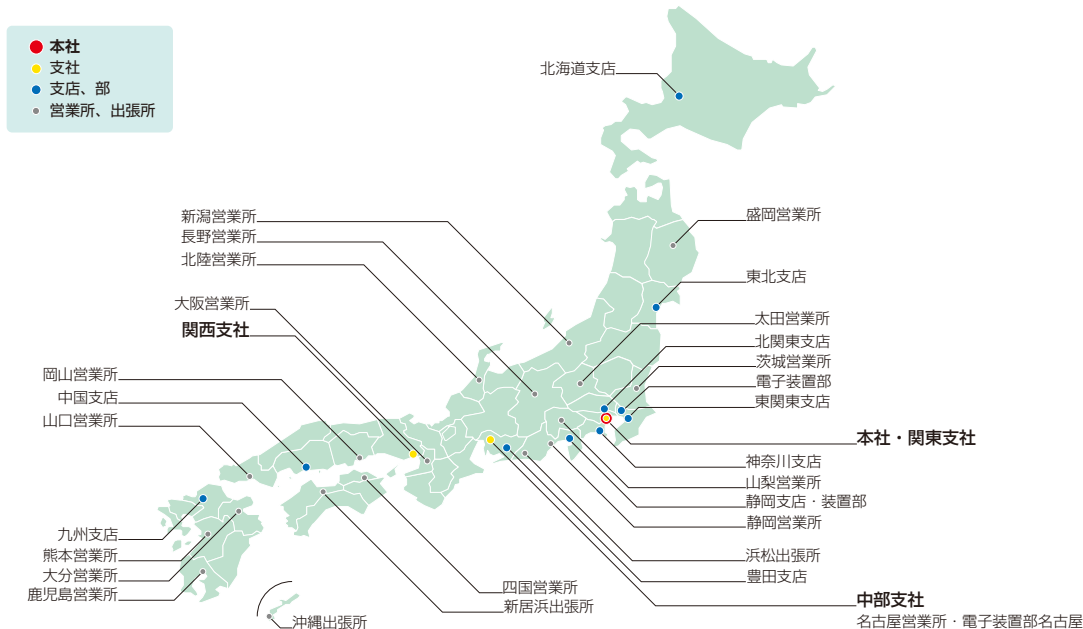 本社
支社
支店、部
営業所、出張所
北海道支店
新潟営業所
長野営業所
北陸営業所
大阪営業所
関西支社
岡山営業所
中国支店
山口営業所
九州支店
熊本営業所
大分営業所
鹿児島営業所
沖縄出張所
四国営業所
新居浜出張所
盛岡営業所
東北支店
太田営業所
北関東支店
茨城営業所
電子装置部
東関東支店
本社・関東支社
神奈川支店
山梨営業所
静岡支店・装置部
静岡営業所
浜松出張所
豊田支店
中部支社
名古屋営業所・電子装置部名古屋